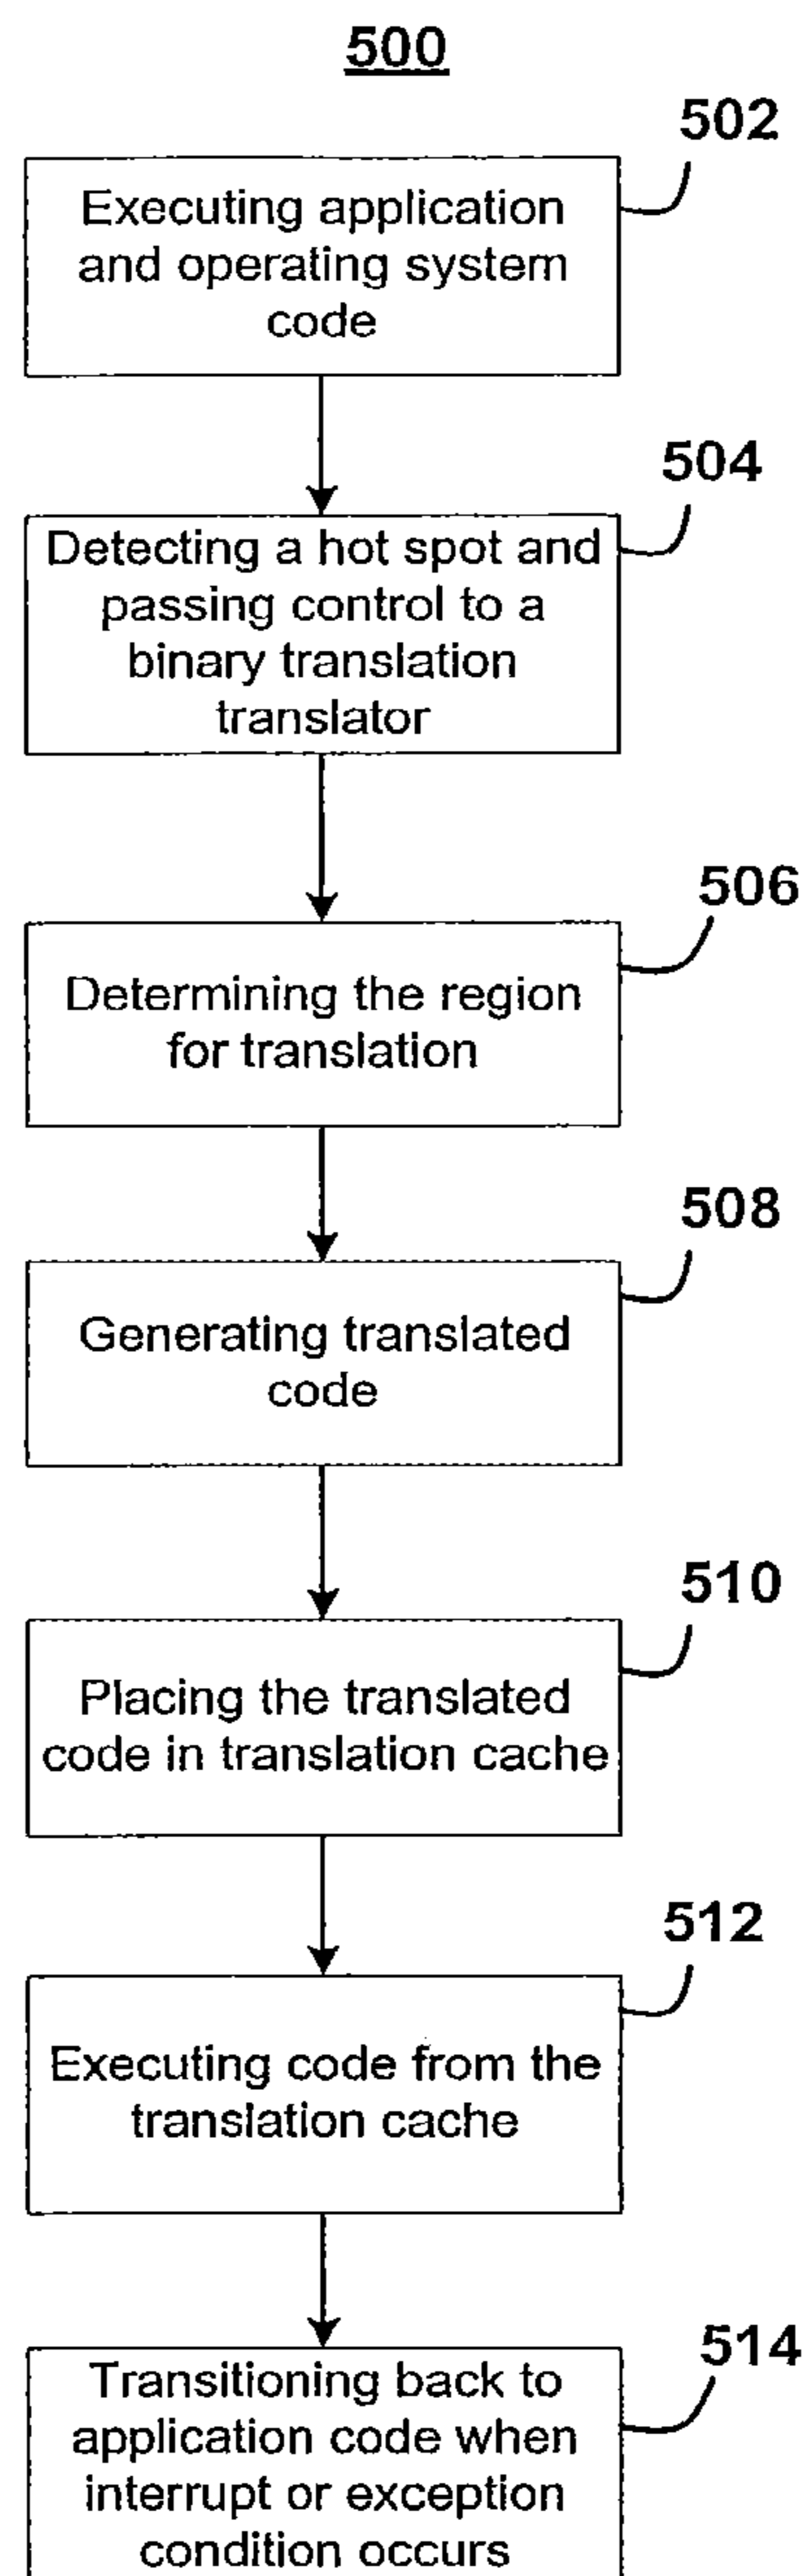 500
502
Executing application
and operating system
code
504
Detecting a hot spot and
passing control to a
binary translation
translator
506
Determining the region
for translation
508
Generating translated
code
510
Placing the translated
code in translation cache
512
Executing code from the
translation cache
514
Transitioning back to
application code when
interrupt or exception
condition occurs